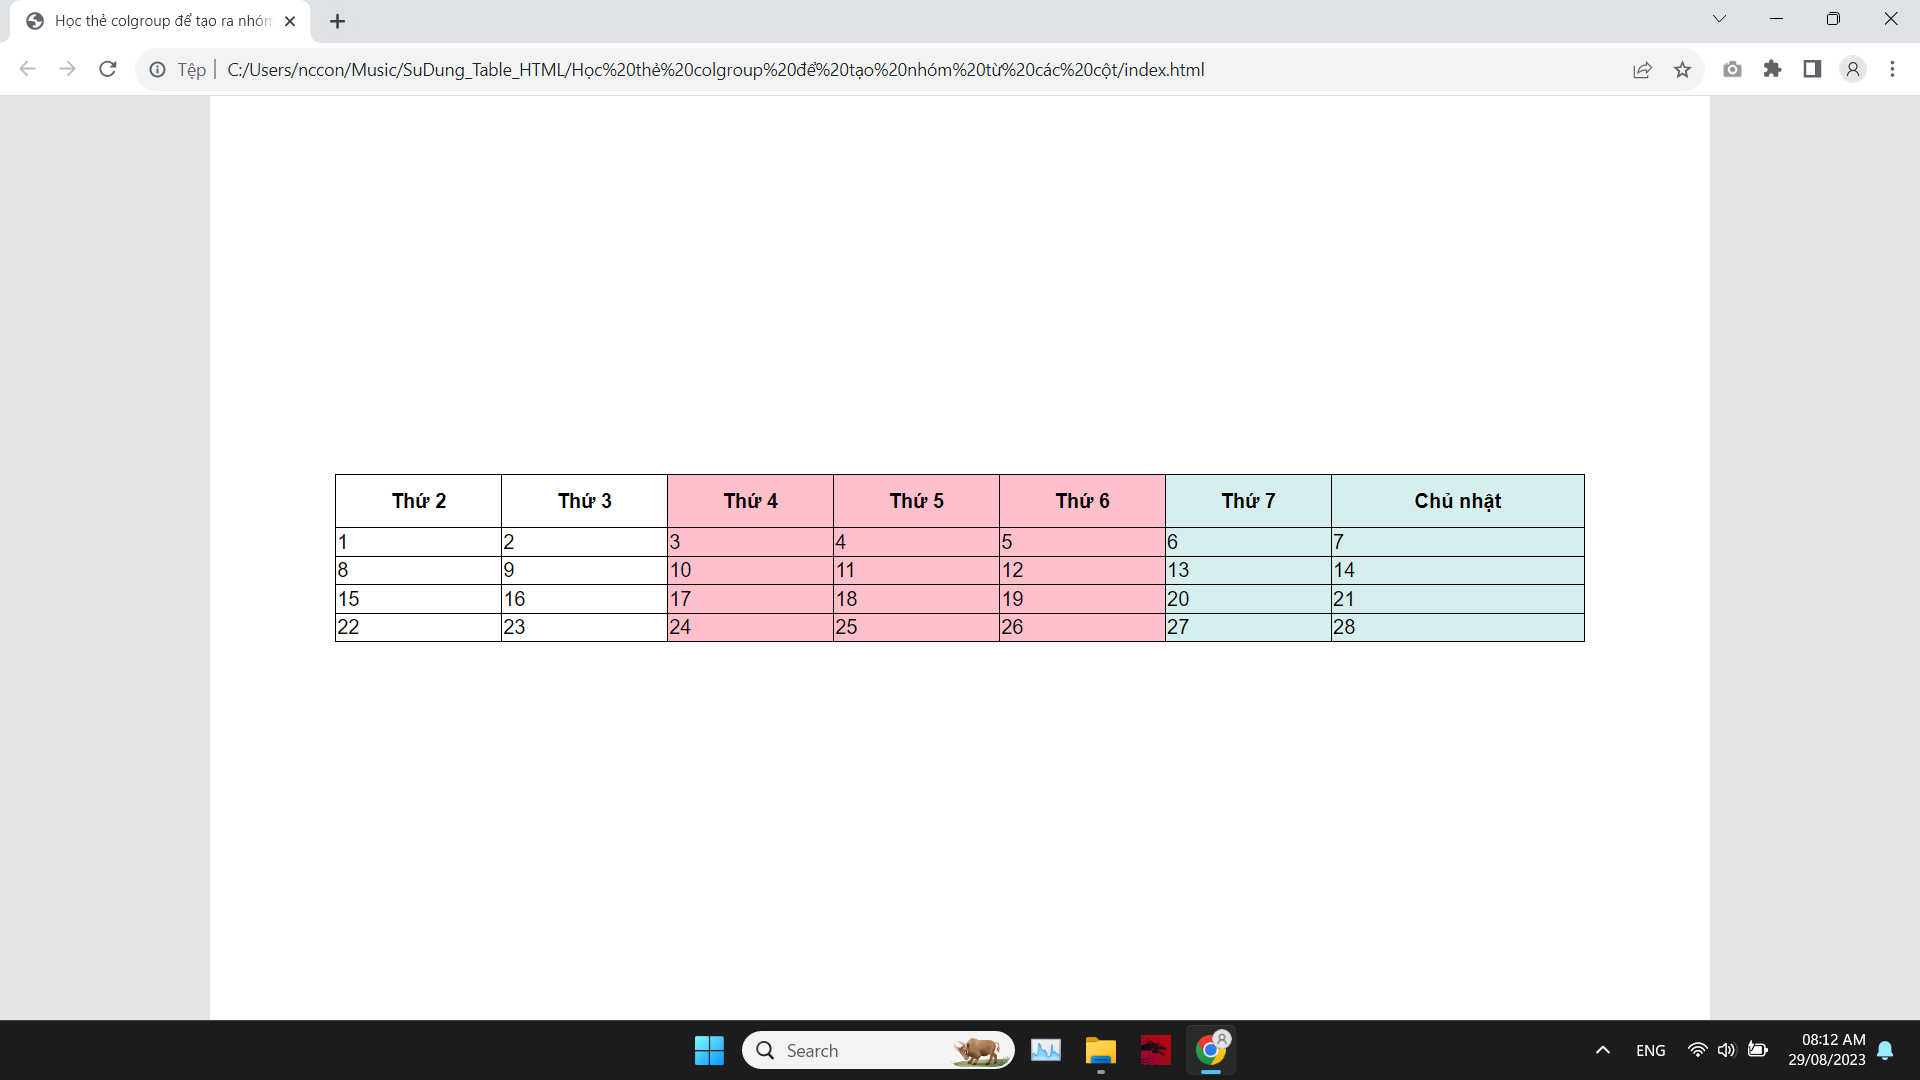 Học thẻ colgroup để tạo ra nhóm
Tệp C:/Users/nccon/Music/SuDung_Table_HTML/Học%20thẻ%20colgroup%20để%20tạo%20nhóm%20từ%20các%20cột/index.html
Thứ 2 Thứ 3 Thứ 4 Thứ 5 Thứ 6 Thứ 7 Chủ nhật
1 2 3 4 5 6 7
8 9 10 11 12 13 14
15 16 17 18 19 20 21
22 23 24 25 26 27 28
Search
ENG
08:12 AM
29/08/2023